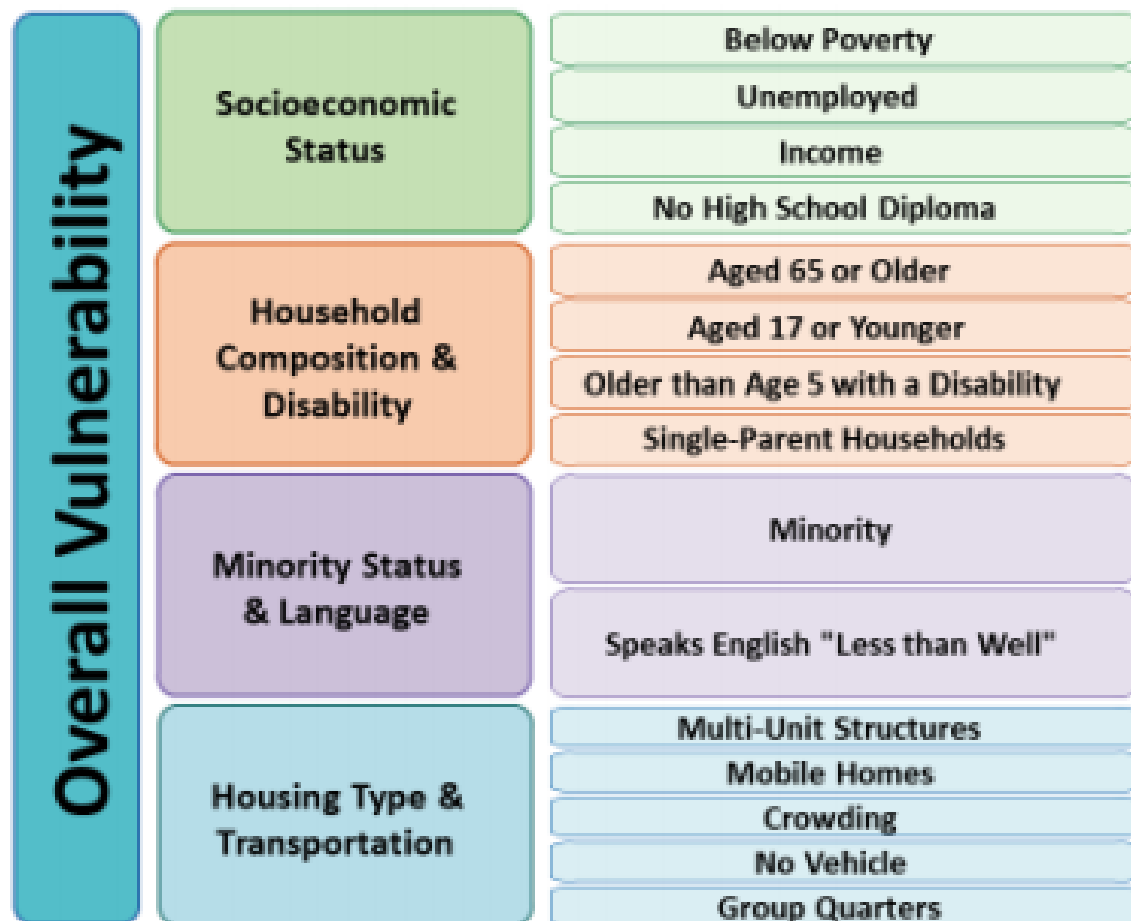 Overall Vulnerability
Socioeconomic
Status
Below Poverty
Unemployed
Income
No High School Diploma
Household
Composition &
Disability
Aged 65 or Older
Aged 17 or Younger
Older than Age 5 with a Disability
Single-Parent Households
Minority Status
& Language
Minority
Speaks English "Less than Well"
Housing Type &
Transportation
Multi-Unit Structures
Mobile Homes
Crowding
No Vehicle
Group Quarters